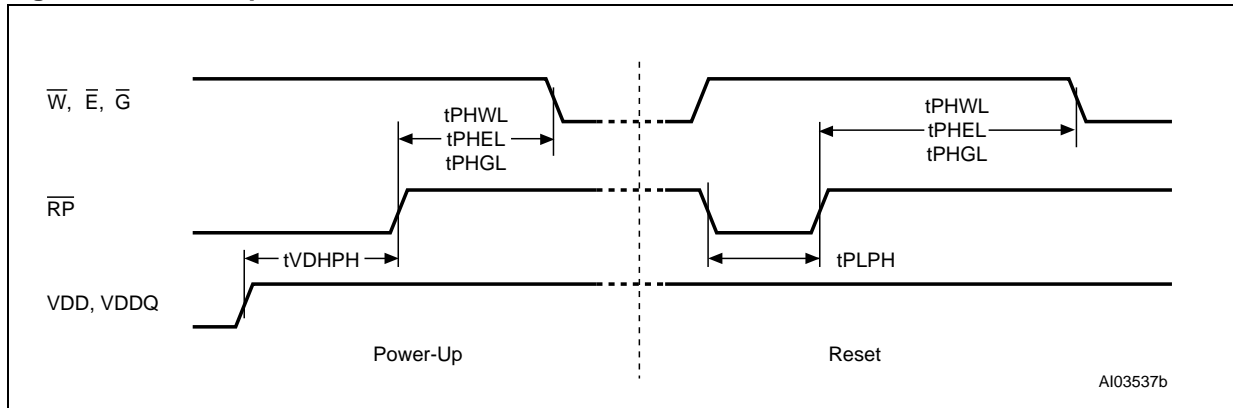 W, E, G
tPHWL
tPHEL
tPHGL
tPHWL
tPHEL
tPHGL
RP
tVDHPH
tPLPH
VDD, VDDQ
Power-Up
Reset
AI03537b